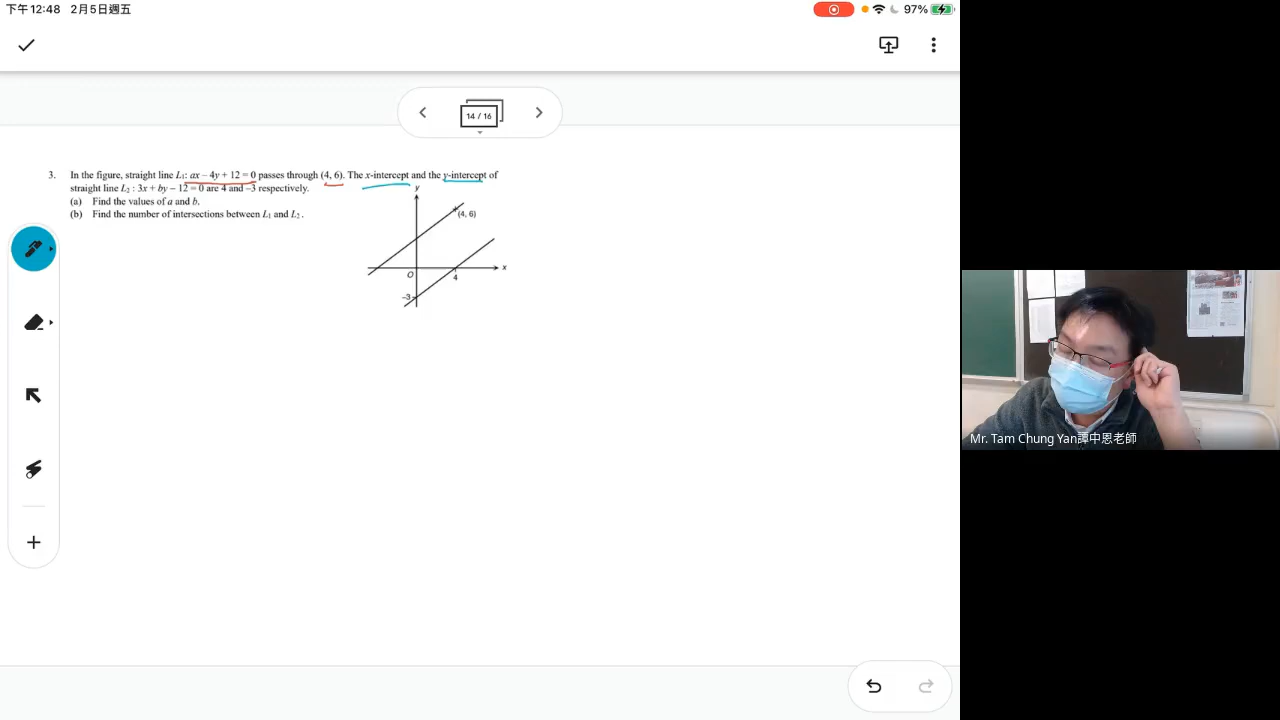 下午12:48 2月5日週五
97%
14 / 16
3. In the figure, straight line L₁: ax – 4y + 12 = 0 passes through (4, 6). The x-intercept and the y-intercept of
straight line L₂ : 3x + by – 12 = 0 are 4 and –3 respectively.
(a) Find the values of a and b.
(b) Find the number of intersections between L₁ and L₂ .
y
(4, 6)
x
O
4
–3
Mr. Tam Chung Yan譚中恩老師